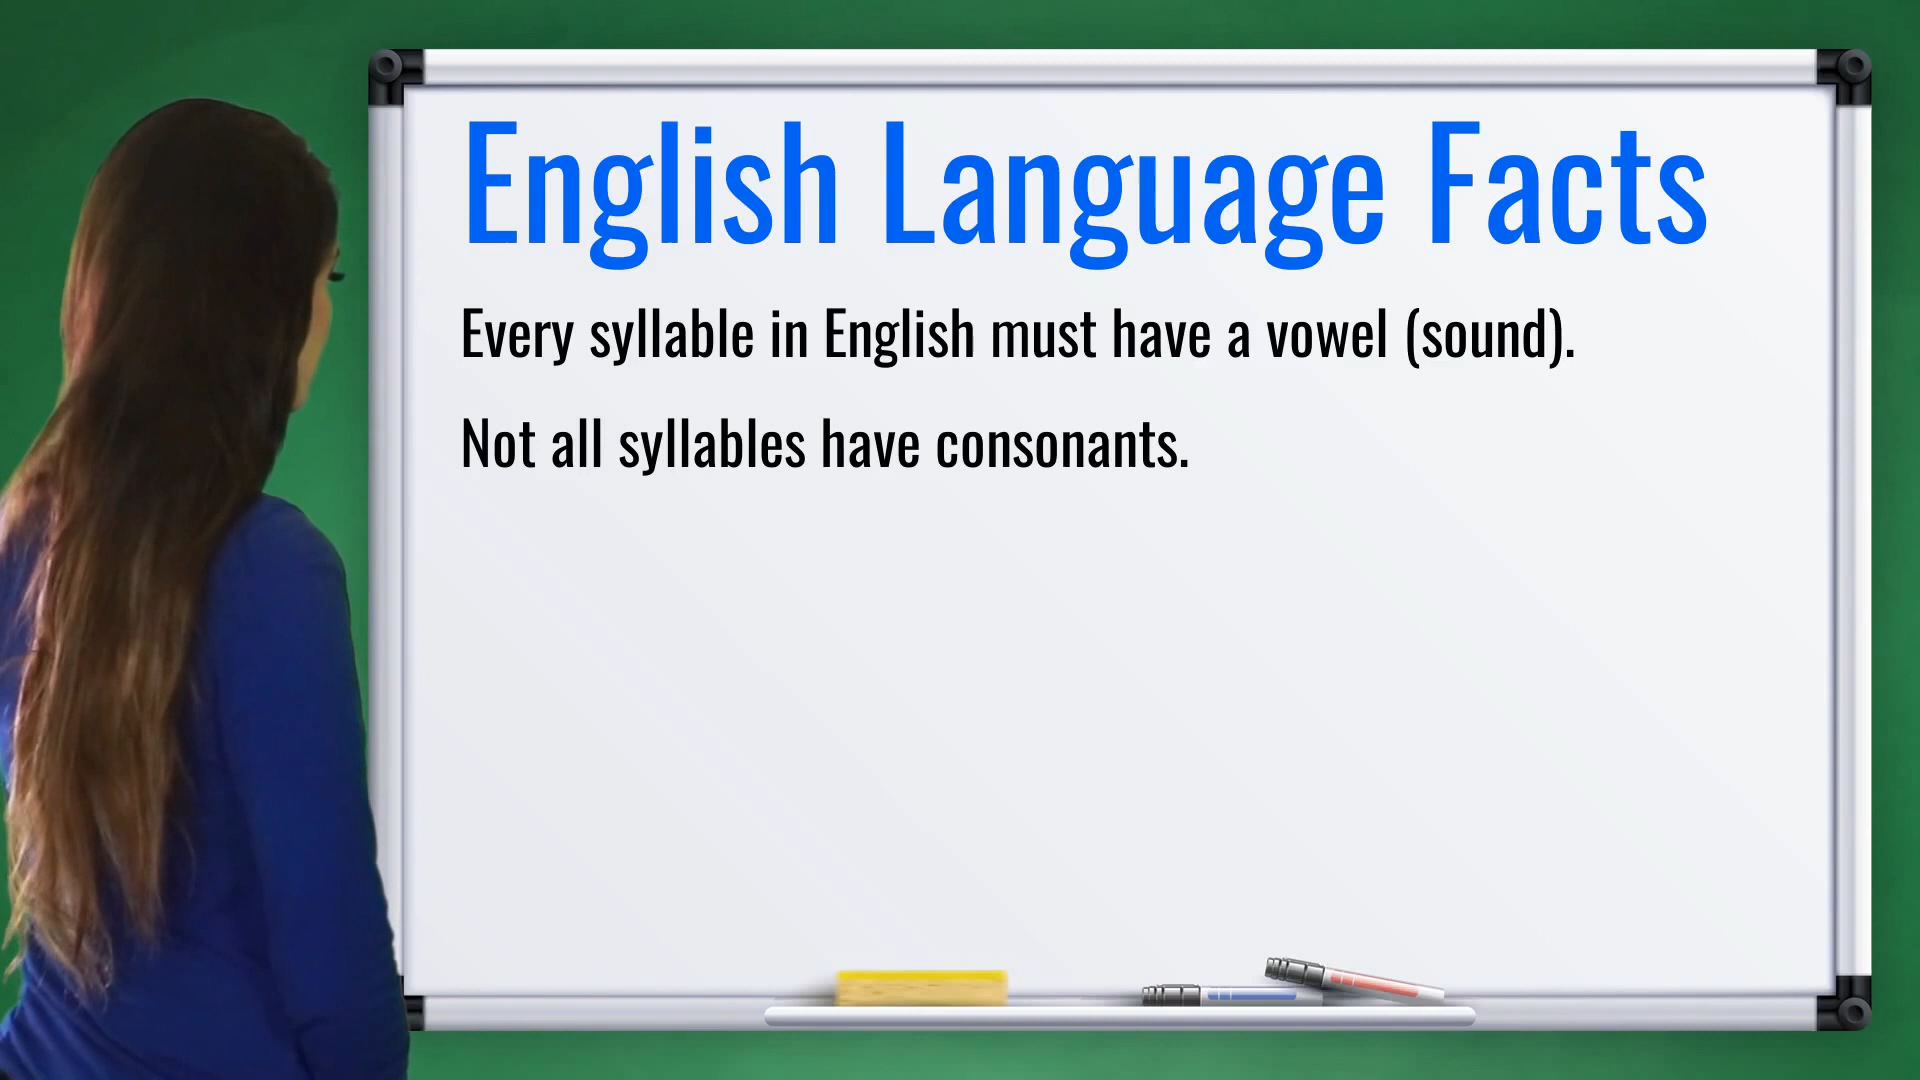 English Language Facts
Every syllable in English must have a vowel (sound).
Not all syllables have consonants.